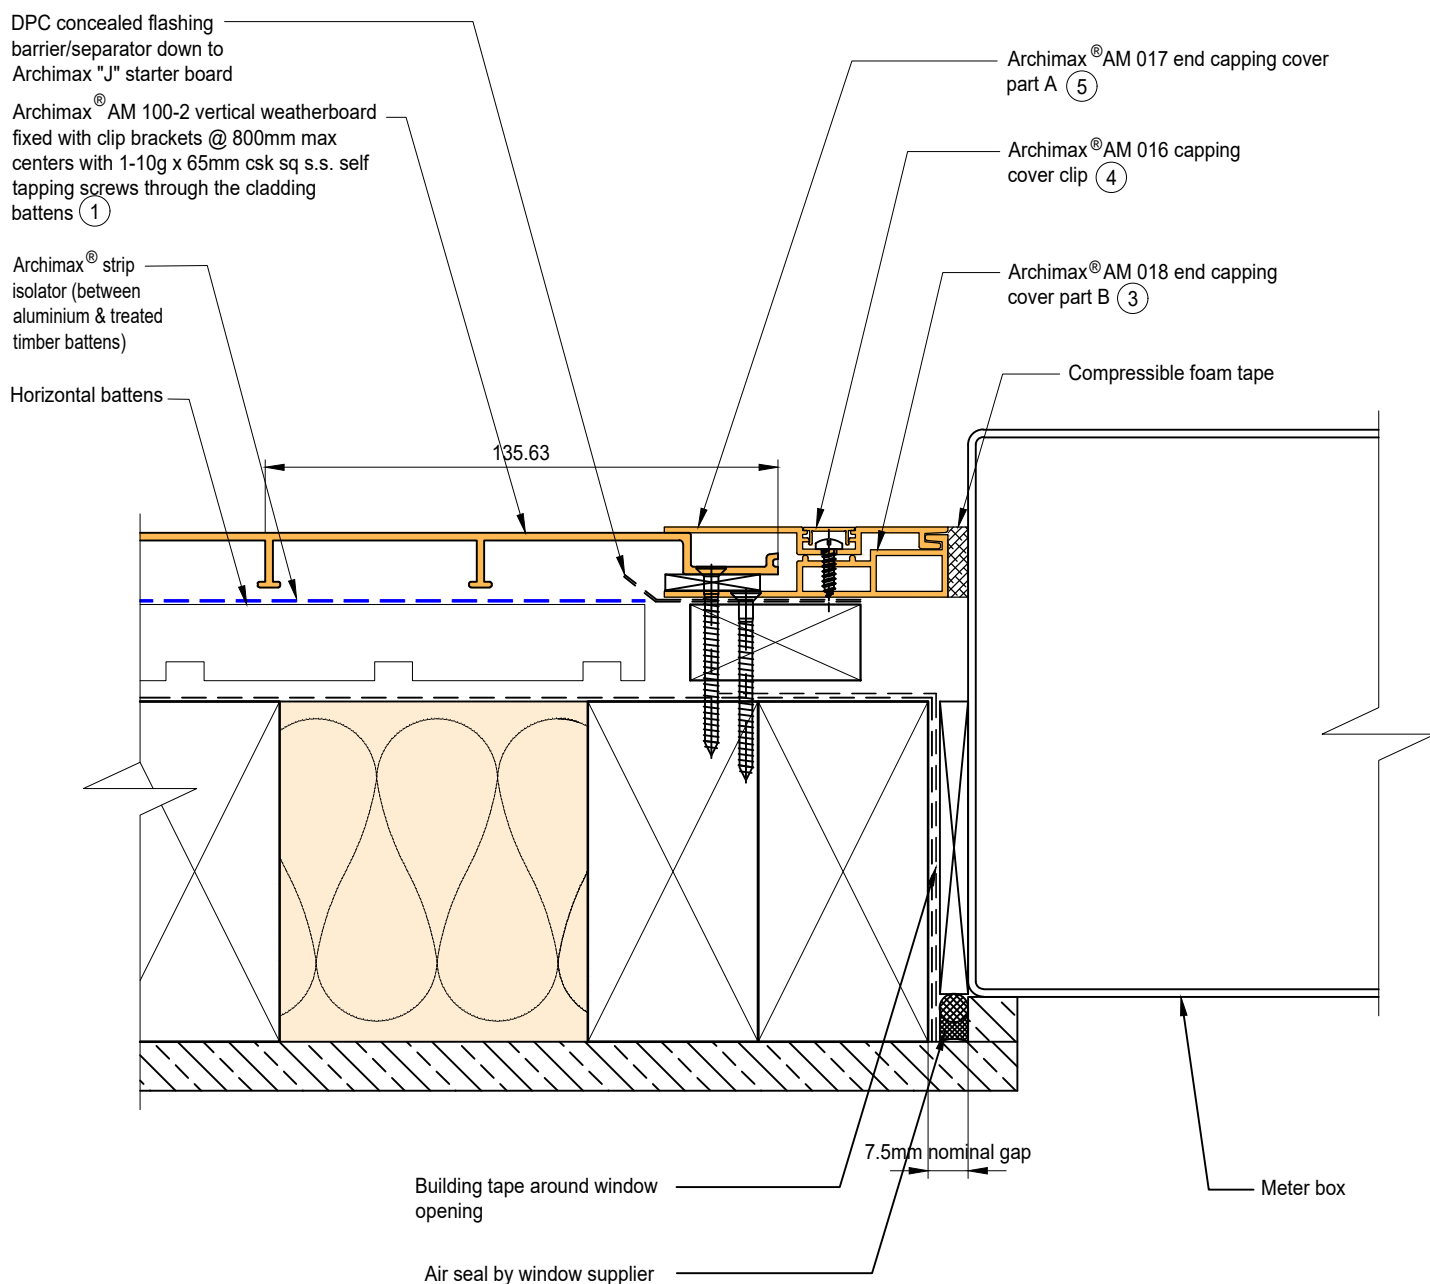 DPC concealed flashing
barrier/separator down to
Archimax "J" starter board
Archimax® AM 100-2 vertical weatherboard
fixed with clip brackets @ 800mm max
centers with 1-10g x 65mm csk sq s.s. self
tapping screws through the cladding
battens 1
Archimax® strip
isolator (between
aluminium & treated
timber battens)
Horizontal battens
Archimax® AM 017 end capping cover
part A 5
Archimax® AM 016 capping
cover clip 4
Archimax® AM 018 end capping
cover part B 3
Compressible foam tape
135.63
7.5mm nominal gap
Building tape around window
opening
Meter box
Air seal by window supplier